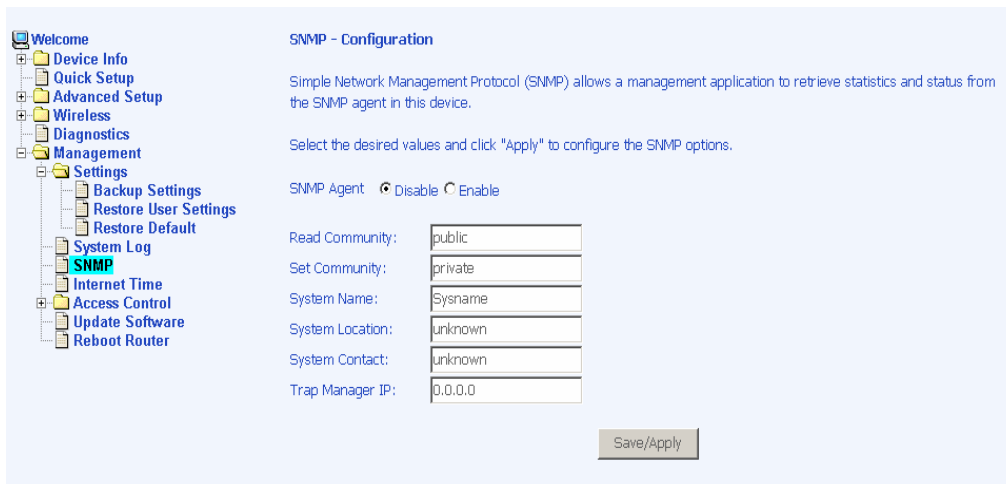 Welcome
Device Info
Quick Setup
Advanced Setup
Wireless
Diagnostics
Management
Settings
Backup Settings
Restore User Settings
Restore Default
System Log
SNMP
Internet Time
Access Control
Update Software
Reboot Router
SNMP - Configuration
Simple Network Management Protocol (SNMP) allows a management application to retrieve statistics and status from
the SNMP agent in this device.
Select the desired values and click "Apply" to configure the SNMP options.
SNMP Agent Disable Enable
Read Community: public
Set Community: private
System Name: Sysname
System Location: unknown
System Contact: unknown
Trap Manager IP: 0.0.0.0
Save/Apply